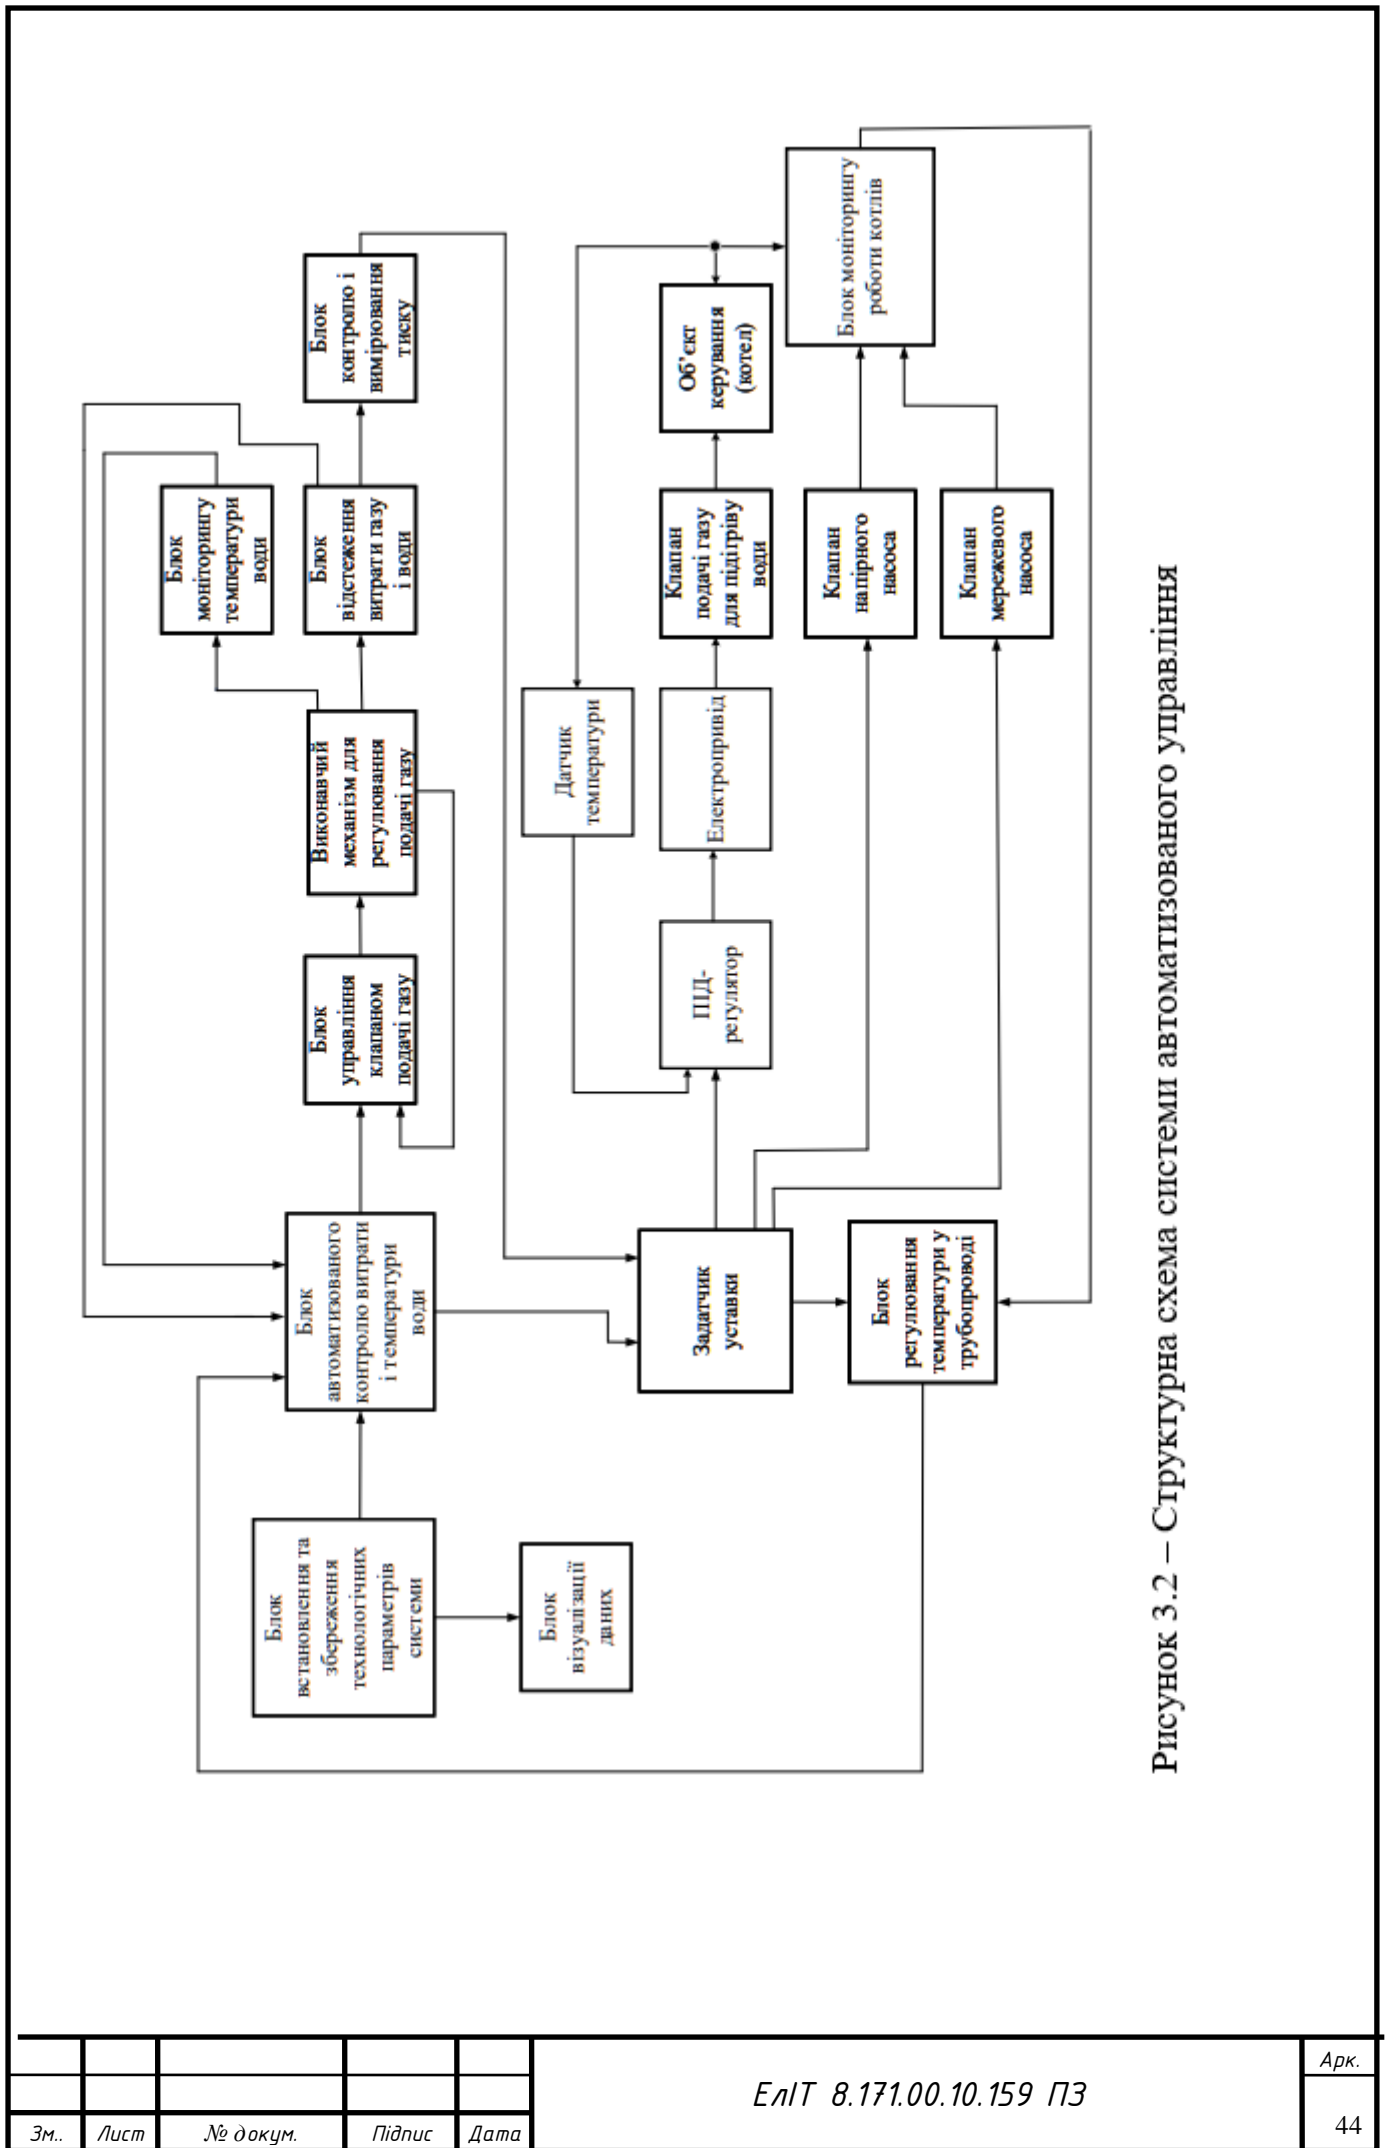 Блок
встановлення та
збереження
технологічних
параметрів
системи
Блок
візуалізації
даних
Блок
автоматизованого
контролю витрати
і температури
води
Блок
управління
клапаном
подачі газу
Виконавчий
механізм для
регулювання
подачі газу
Блок
моніторингу
температури
води
Блок
відстеження
витрати газу
і води
Блок
контролю і
вимірювання
тиску
Задатчик
уставки
Блок
регулювання
температури у
трубопроводі
ПІД-
регулятор
Датчик
температури
Електропривід
Клапан
подачі газу
для підігріву
води
Об’єкт
керування
(котел)
Клапан
напірного
насоса
Клапан
мережевого
насоса
Блок моніторингу
роботи котлів
Рисунок 3.2 – Структурна схема системи автоматизованого управління
Зм..
Лист
№ докум.
Підпис
Дата
ЕлІТ 8.171.00.10.159 ПЗ
Арк.
44